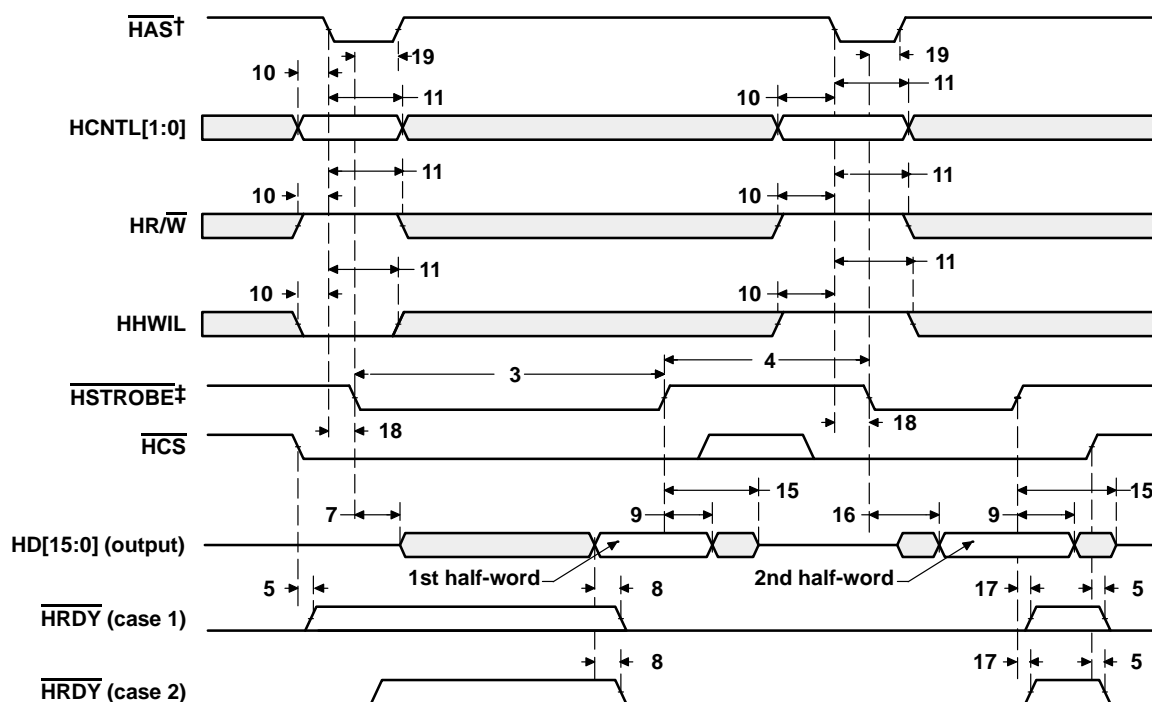 HAS†
19
19
10
11
10
11
HCNTL[1:0]
11
11
10
10
HR/W
11
11
10
10
HHWIL
4
3
HSTROBE‡
18
18
HCS
15
15
7
9
16
9
HD[15:0] (output)
1st half-word
2nd half-word
5
8
17
5
HRDY (case 1)
8
17
5
HRDY (case 2)